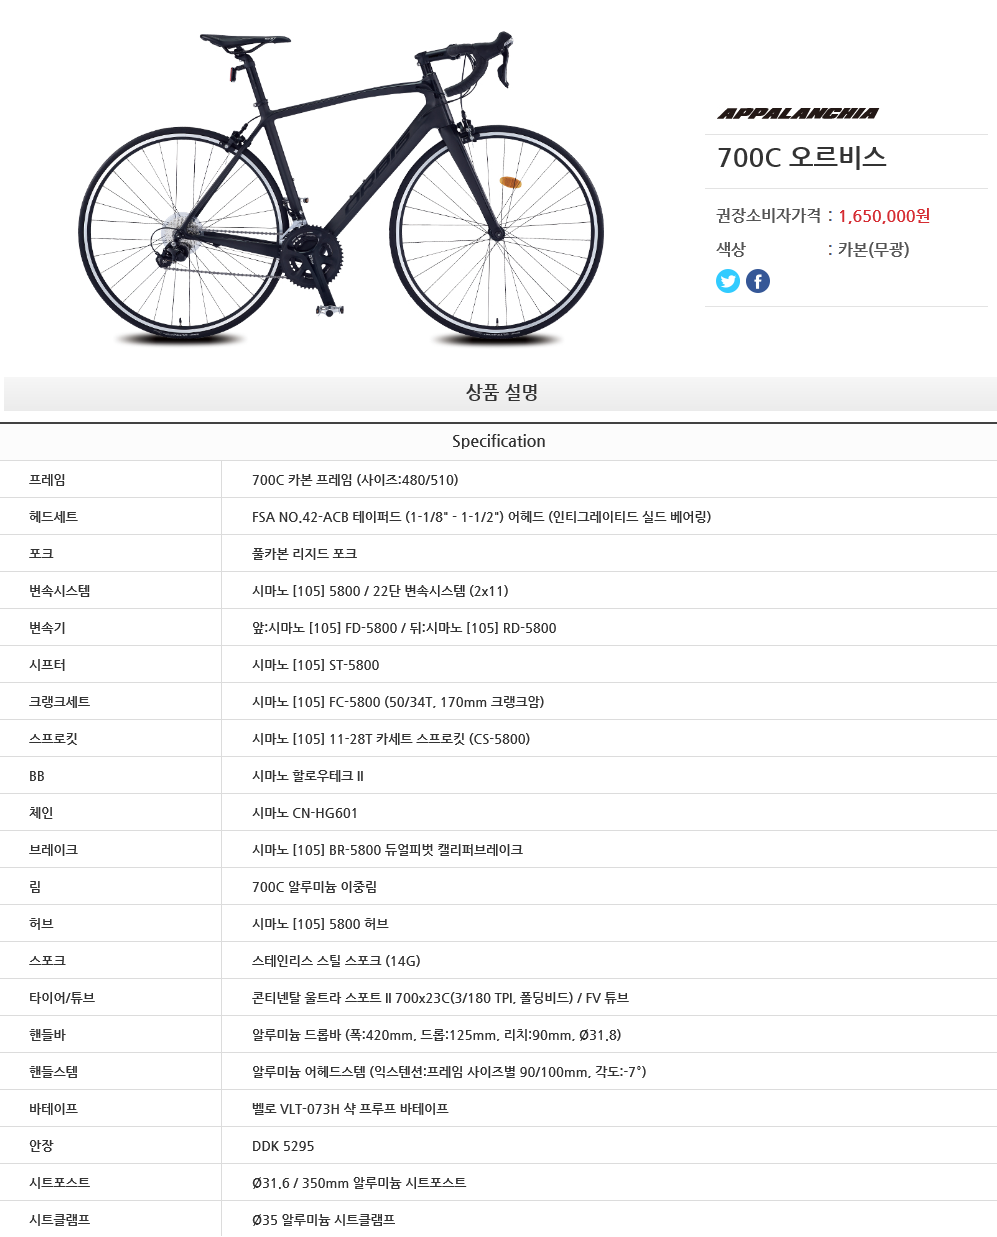 APPALANCHIA
700C 오르비스
권장소비자가격 : 1,650,000원
색상 : 카본(무광)
상품 설명
Specification
프레임 700C 카본 프레임 (사이즈:480/510)
헤드세트 FSA NO.42-ACB 테이퍼드 (1-1/8" - 1-1/2") 어헤드 (인티그레이티드 실드 베어링)
포크 풀카본 리지드 포크
변속시스템 시마노 [105] 5800 / 22단 변속시스템 (2x11)
변속기 앞:시마노 [105] FD-5800 / 뒤:시마노 [105] RD-5800
시프터 시마노 [105] ST-5800
크랭크세트 시마노 [105] FC-5800 (50/34T, 170mm 크랭크암)
스프로킷 시마노 [105] 11-28T 카세트 스프로킷 (CS-5800)
BB 시마노 할로우테크 II
체인 시마노 CN-HG601
브레이크 시마노 [105] BR-5800 듀얼피벗 캘리퍼브레이크
림 700C 알루미늄 이중림
허브 시마노 [105] 5800 허브
스포크 스테인리스 스틸 스포크 (14G)
타이어/튜브 콘티넨탈 울트라 스포트 II 700x23C(3/180 TPI, 폴딩비드) / FV 튜브
핸들바 알루미늄 드롭바 (폭:420mm, 드롭:125mm, 리치:90mm, Ø31.8)
핸들스템 알루미늄 어헤드스템 (익스텐션:프레임 사이즈별 90/100mm, 각도:-7°)
바테이프 벨로 VLT-073H 샥 프루프 바테이프
안장 DDK 5295
시트포스트 Ø31.6 / 350mm 알루미늄 시트포스트
시트클램프 Ø35 알루미늄 시트클램프